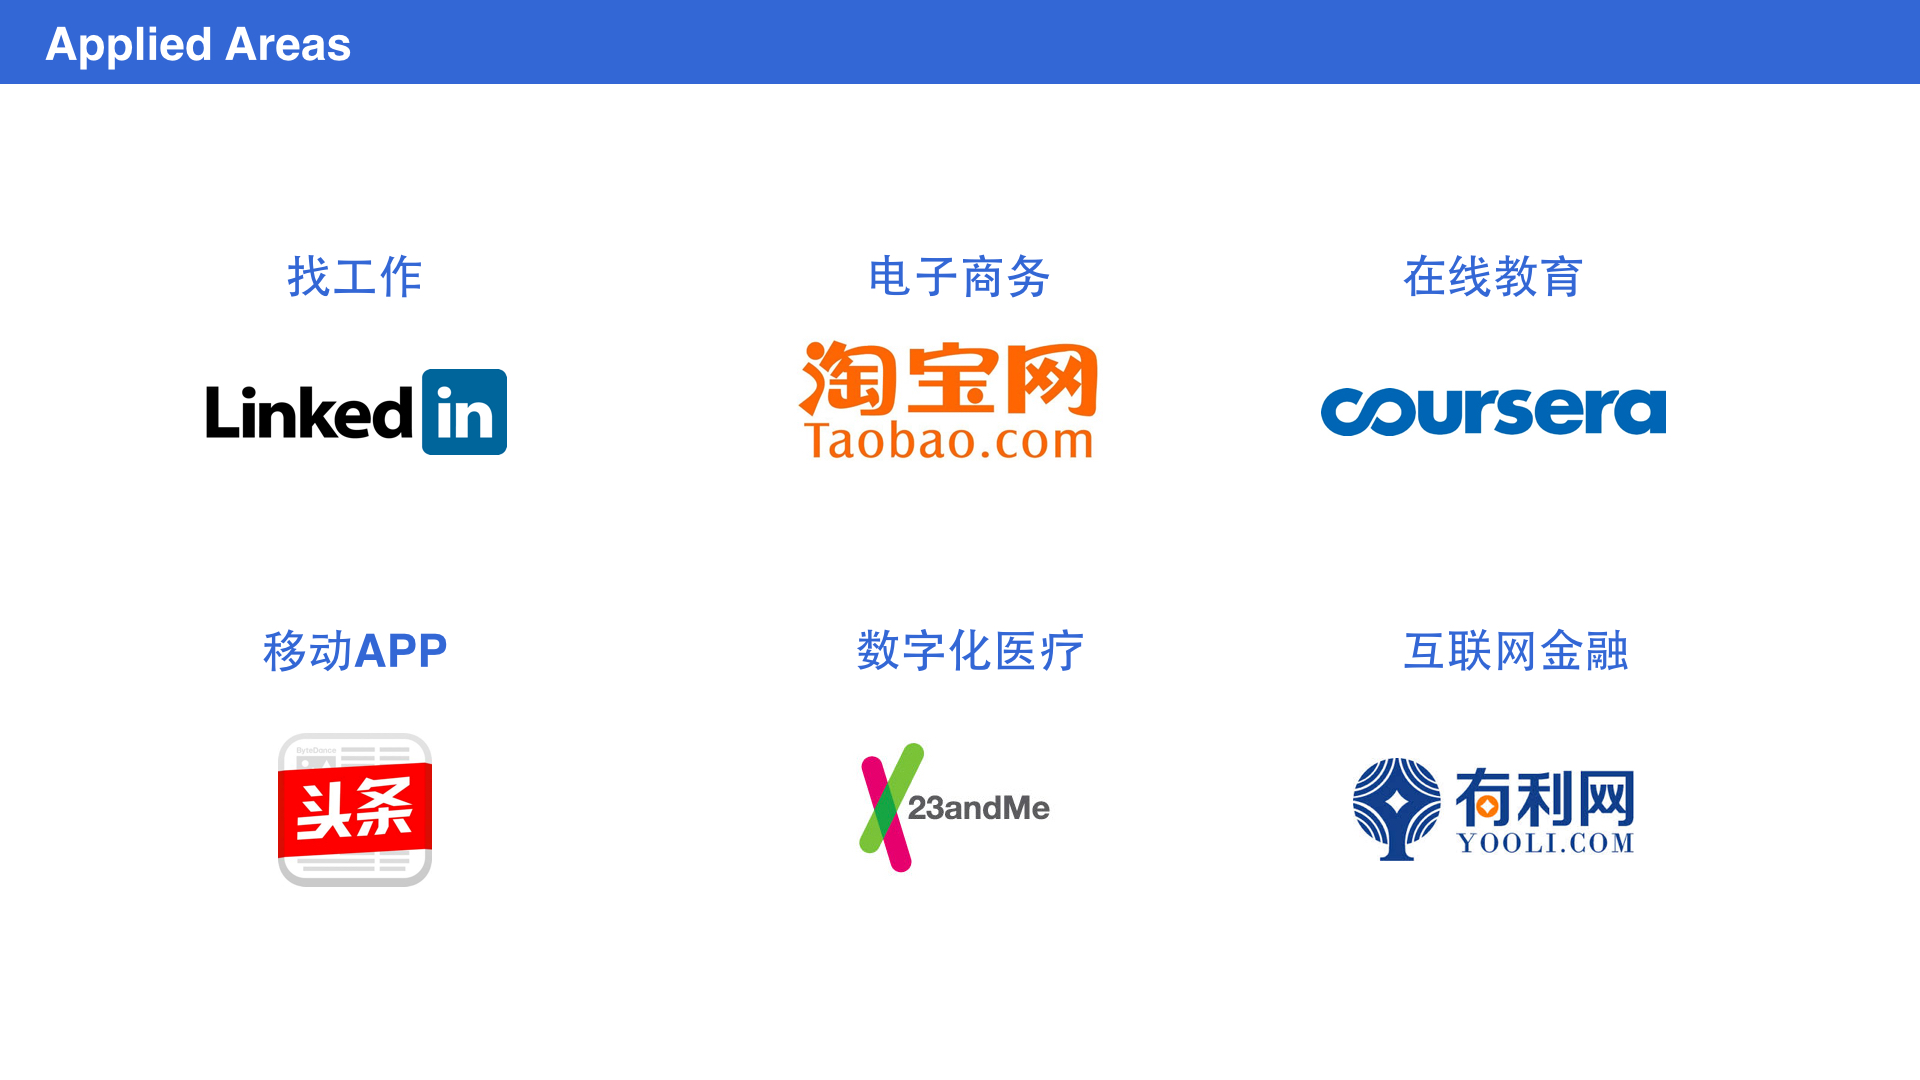 Applied Areas
找工作
电子商务
在线教育
Linked in
淘宝网
Taobao.com
coursera
移动APP
数字化医疗
互联网金融
ByteDance
头条
23andMe
有利网
YOOLI.COM